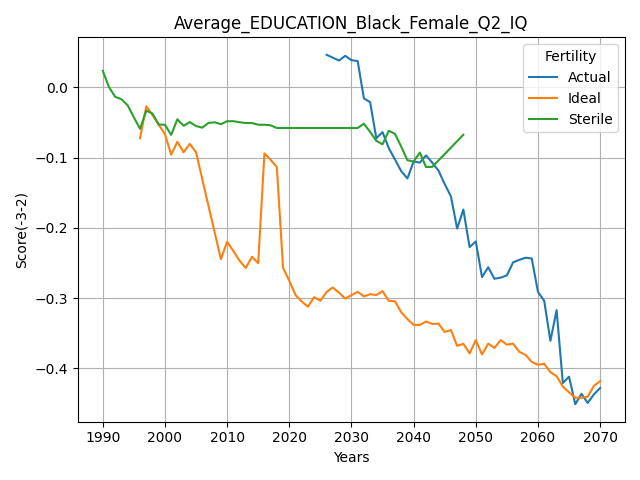 Average_EDUCATION_Black_Female_Q2_IQ
Fertility
Actual
Ideal
Sterile
Score(-3-2)
0.0
−0.1
−0.2
−0.3
−0.4
1990 2000 2010 2020 2030 2040 2050 2060 2070
Years